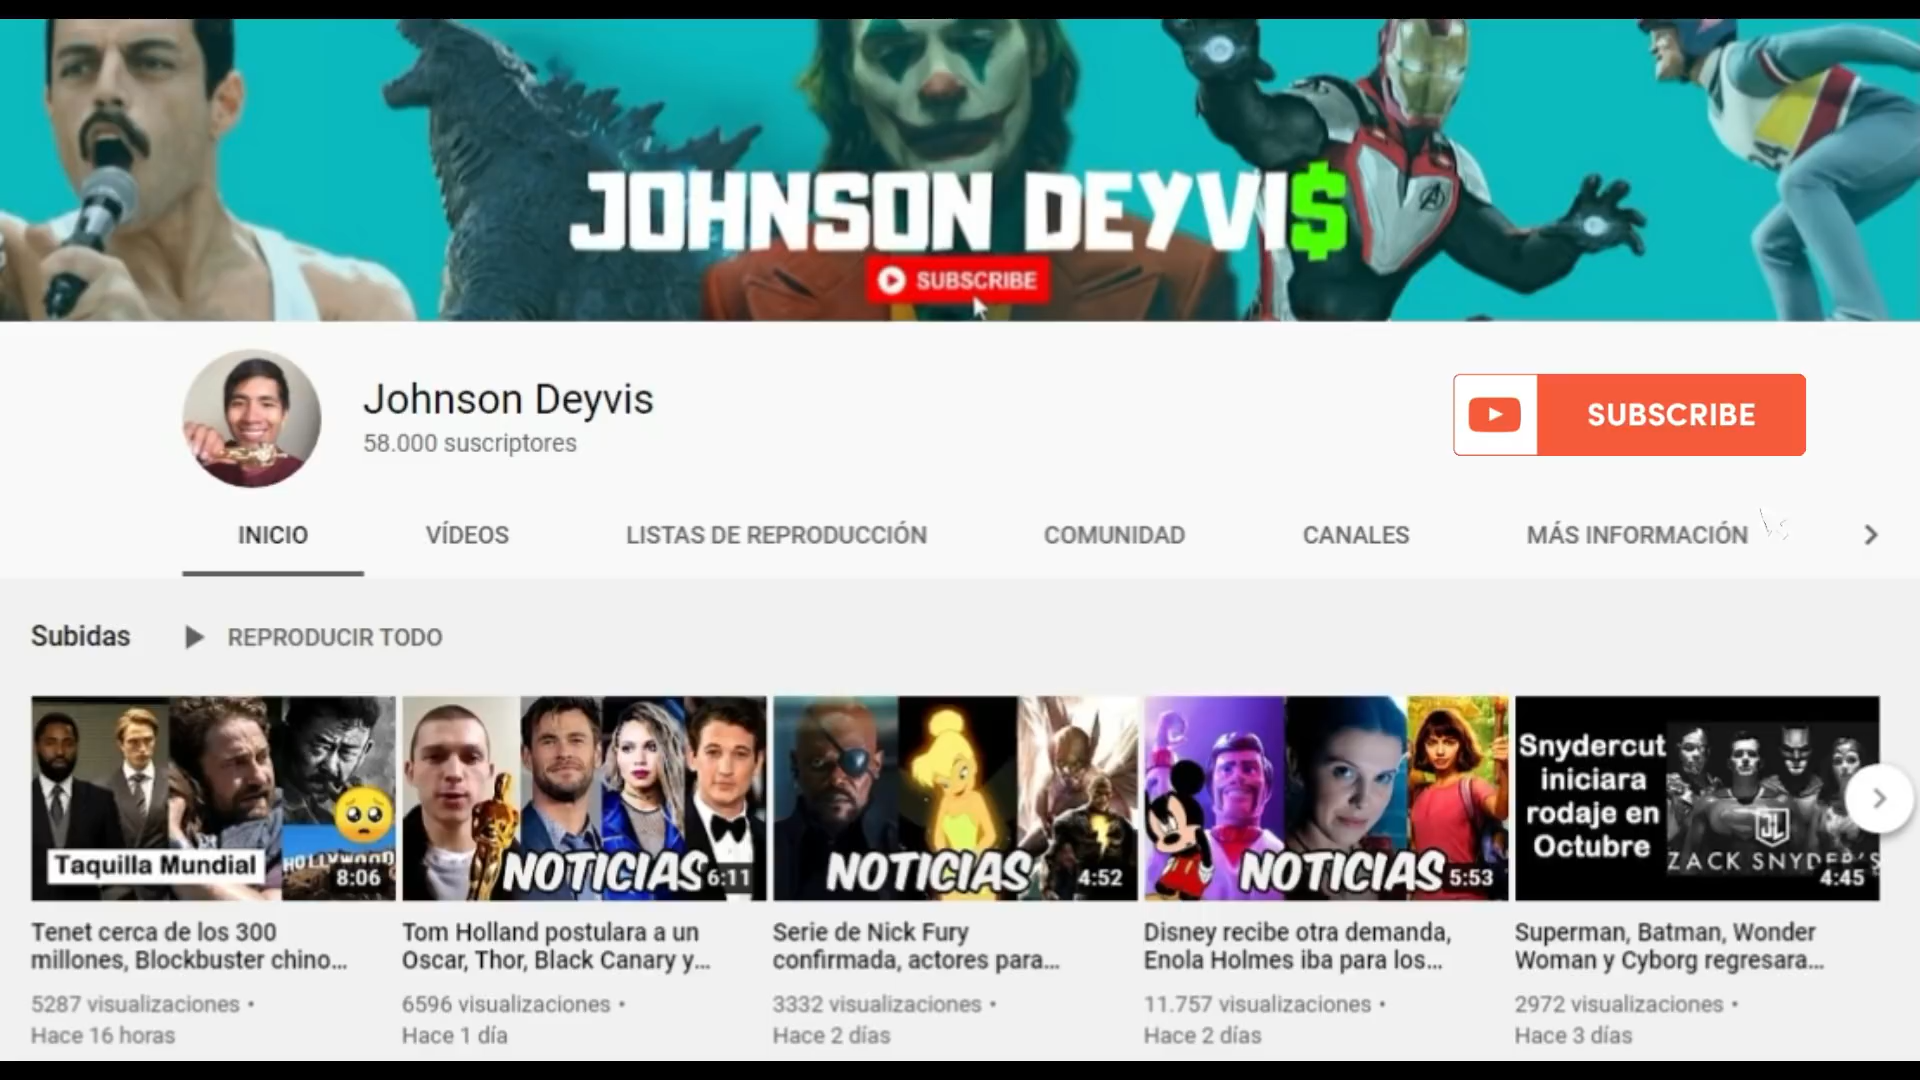 JOHNSON DEYVI$
SUBSCRIBE
Johnson Deyvis
58.000 suscriptores
SUBSCRIBE
INICIO
VÍDEOS
LISTAS DE REPRODUCCIÓN
COMUNIDAD
CANALES
MÁS INFORMACIÓN
Subidas
REPRODUCIR TODO
Taquilla Mundial
HOLLYWOOD
8:06
NOTICIAS
6:11
NOTICIAS
4:52
24
NOTICIAS
5:53
Snydercut
iniciara
rodaje en
Octubre
JL
ZACK SNYDER'S
4:45
Tenet cerca de los 300
millones, Blockbuster chino...
5287 visualizaciones •
Hace 16 horas
Tom Holland postulara a un
Oscar, Thor, Black Canary y...
6596 visualizaciones •
Hace 1 día
Serie de Nick Fury
confirmada, actores para...
3332 visualizaciones •
Hace 2 días
Disney recibe otra demanda,
Enola Holmes iba para los...
11.757 visualizaciones •
Hace 2 días
Superman, Batman, Wonder
Woman y Cyborg regresara...
2972 visualizaciones •
Hace 3 días